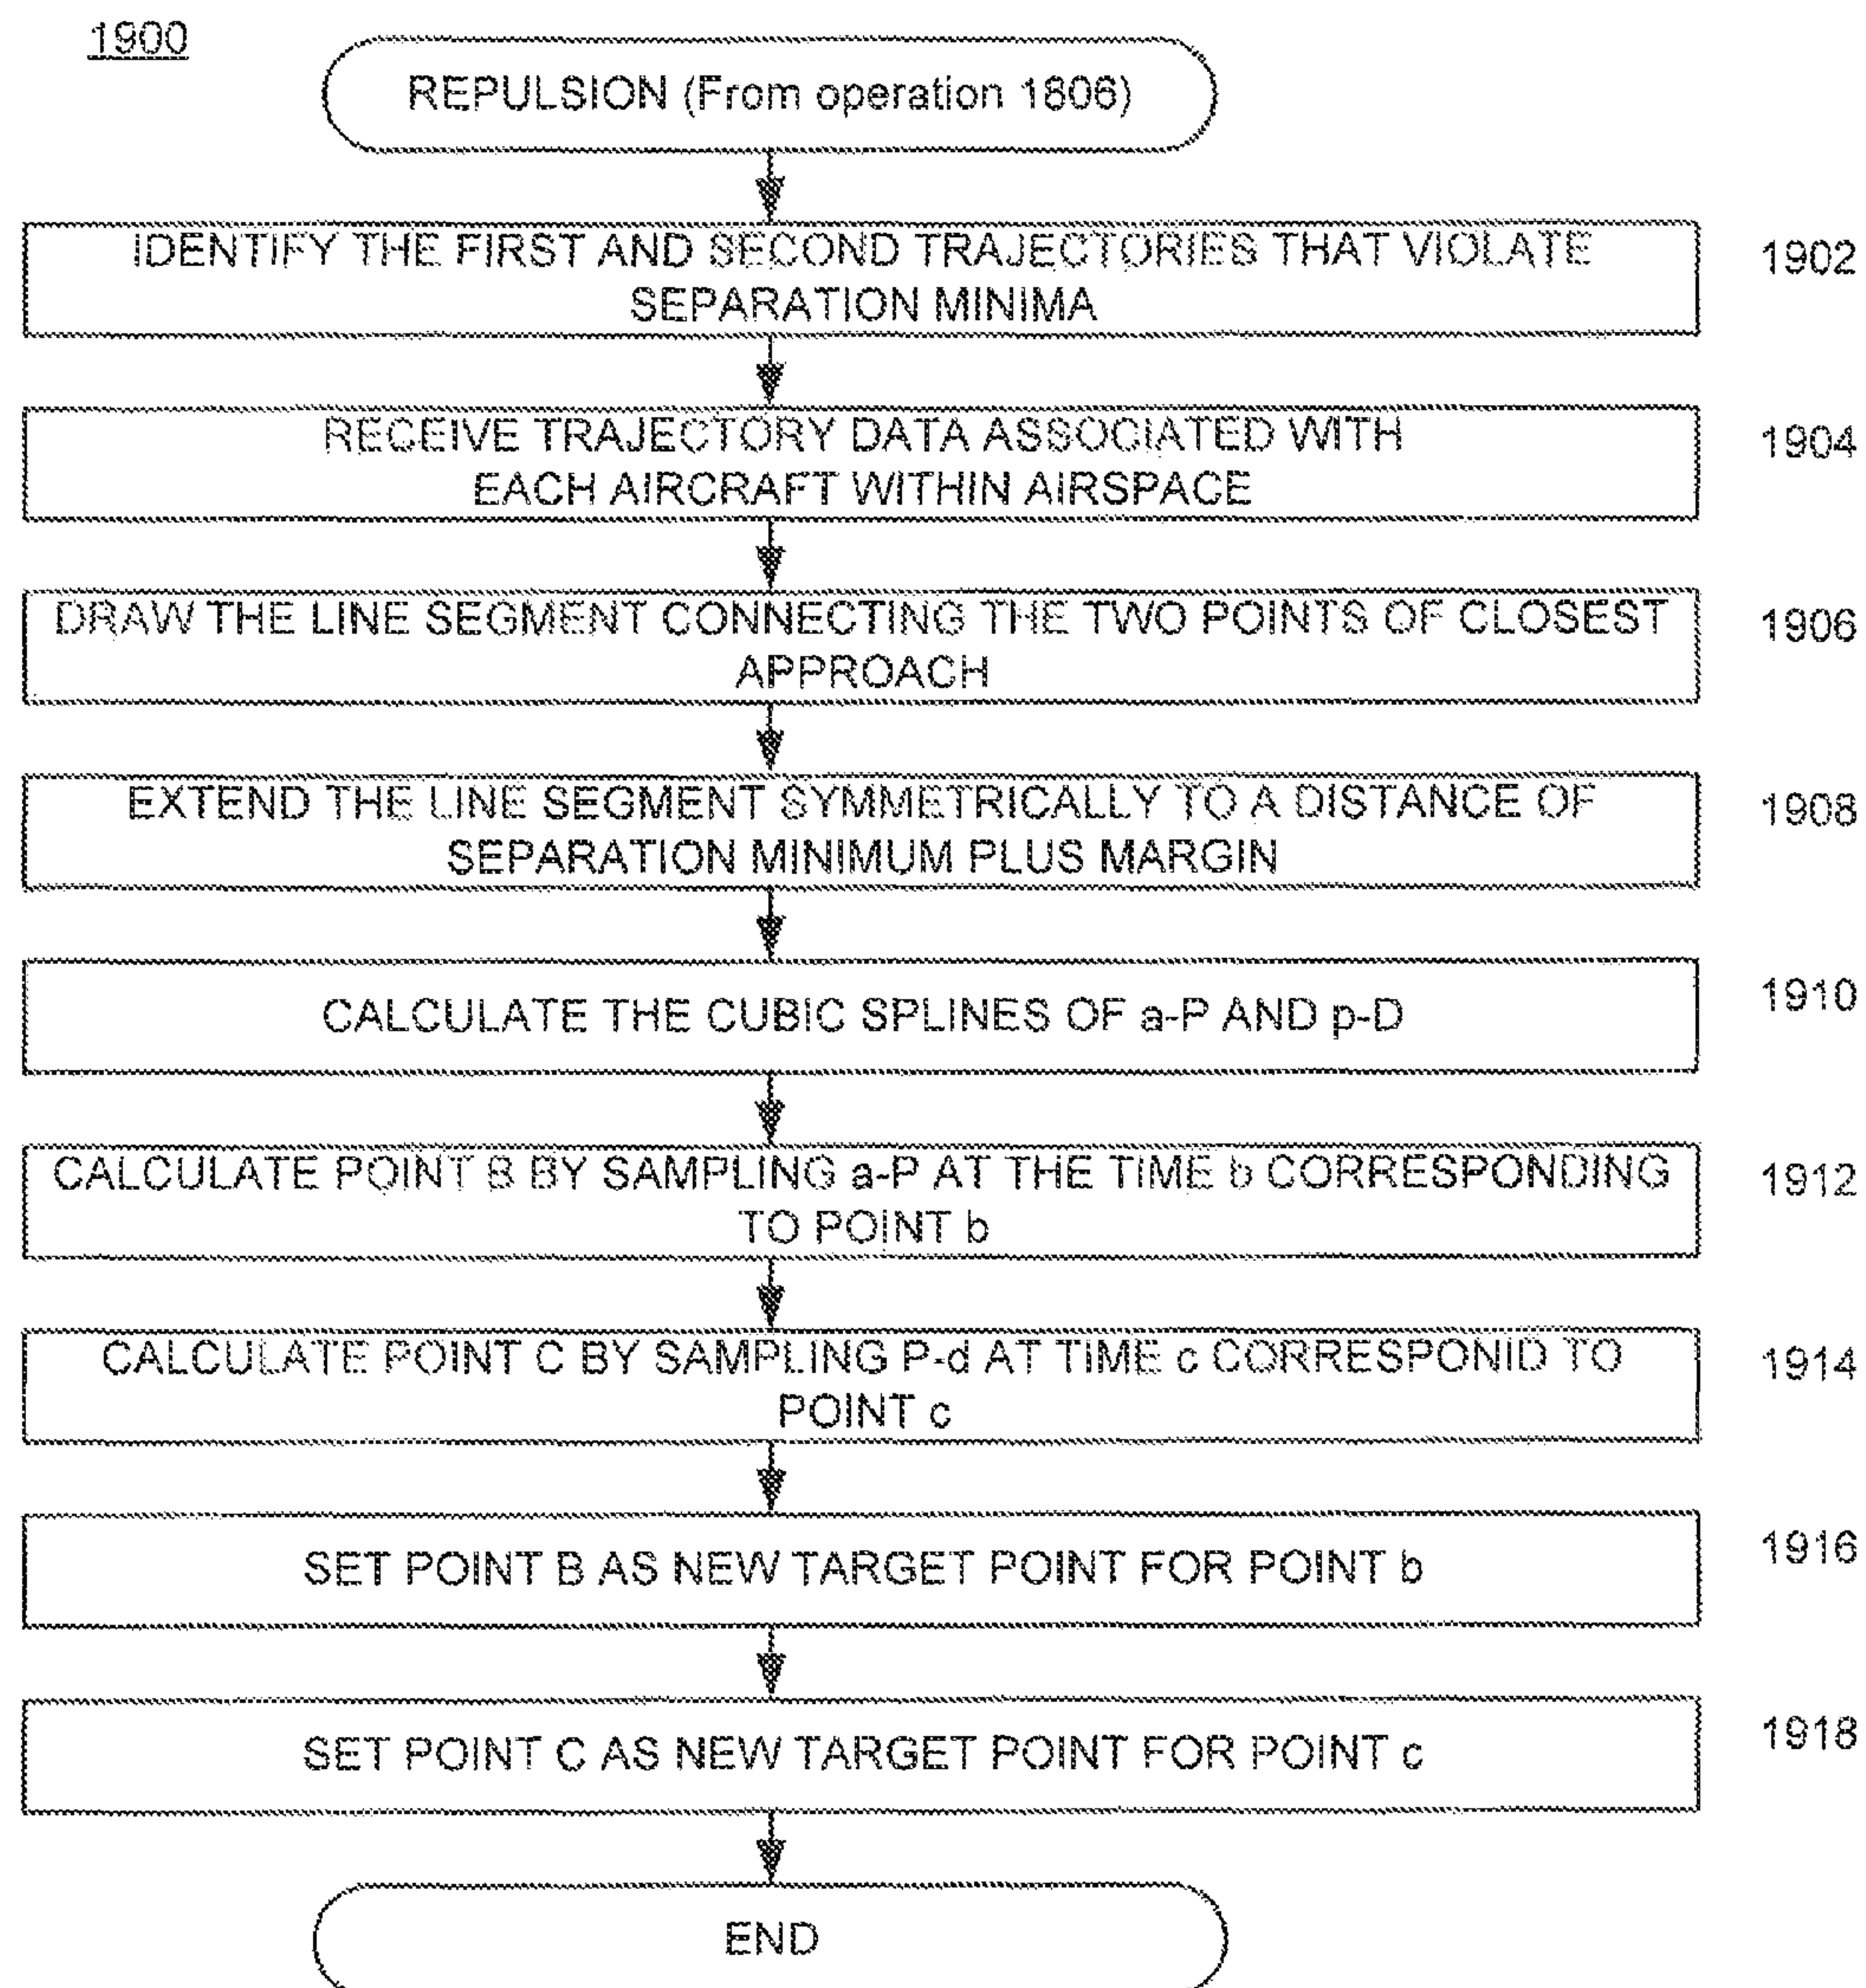 1900
REPULSION (From operation 1806)
IDENTIFY THE FIRST AND SECOND TRAJECTORIES THAT VIOLATE
SEPARATION MINIMA
1902
RECEIVE TRAJECTORY DATA ASSOCIATED WITH
EACH AIRCRAFT WITHIN AIRSPACE
1904
DRAW THE LINE SEGMENT CONNECTING THE TWO POINTS OF CLOSEST
APPROACH
1906
EXTEND THE LINE SEGMENT SYMMETRICALLY TO A DISTANCE OF
SEPARATION MINIMUM PLUS MARGIN
1908
CALCULATE THE CUBIC SPLINES OF a-P AND p-D
1910
CALCULATE POINT B BY SAMPLING a-P AT THE TIME b CORRESPONDING
TO POINT b
1912
CALCULATE POINT C BY SAMPLING P-d AT TIME c CORRESPONID TO
POINT c
1914
SET POINT B AS NEW TARGET POINT FOR POINT b
1916
SET POINT C AS NEW TARGET POINT FOR POINT c
1918
END